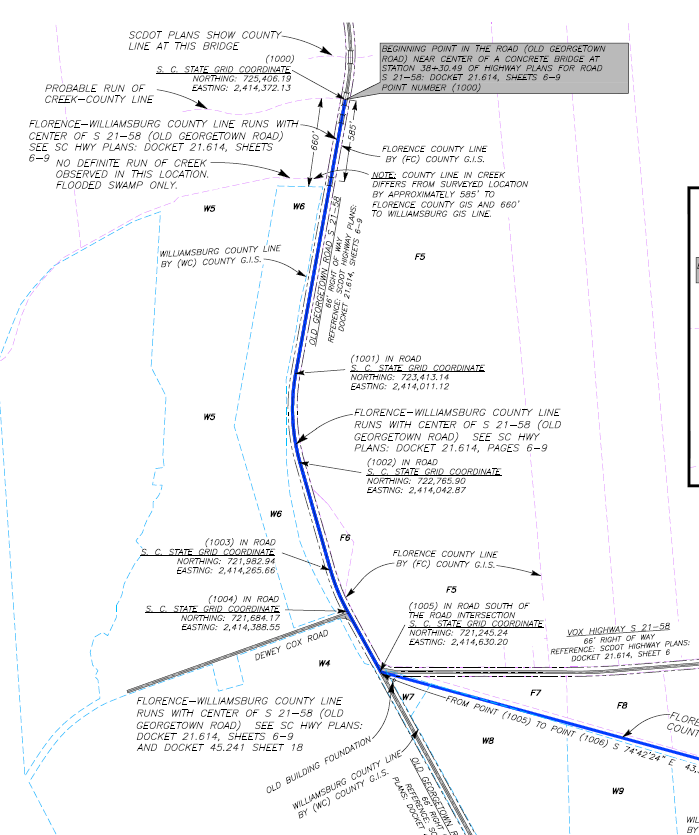 SCDOT PLANS SHOW COUNTY
LINE AT THIS BRIDGE
(1000)
S. C. STATE GRID COORDINATE
NORTHING: 725,406.19
EASTING: 2,414,372.13
BEGINNING POINT IN THE ROAD (OLD GEORGETOWN
ROAD) NEAR CENTER OF A CONCRETE BRIDGE AT
STATION 38+30.49 OF HIGHWAY PLANS FOR ROAD
S 21-58: DOCKET 21.614, SHEETS 6-9
POINT NUMBER (1000)
PROBABLE RUN OF
CREEK-COUNTY LINE
FLORENCE-WILLIAMSBURG COUNTY LINE RUNS WITH
CENTER OF S 21-58 (OLD GEORGETOWN ROAD)
SEE SC HWY PLANS: DOCKET 21.614, SHEETS
6-9
NO DEFINITE RUN OF CREEK
OBSERVED IN THIS LOCATION.
FLOODED SWAMP ONLY.
660'
585'
FLORENCE COUNTY LINE
BY (FC) COUNTY G.I.S.
NOTE: COUNTY LINE IN CREEK
DIFFERS FROM SURVEYED LOCATION
BY APPROXIMATELY 585' TO
FLORENCE COUNTY GIS AND 660'
TO WILLIAMSBURG GIS LINE.
W5
W6
WILLIAMSBURG COUNTY LINE
BY (WC) COUNTY G.I.S.
OLD GEORGETOWN ROAD S 21-58
66' RIGHT OF WAY
REFERENCE: SCDOT HIGHWAY PLANS:
DOCKET 21.614, SHEETS 6-9
F5
(1001) IN ROAD
S. C. STATE GRID COORDINATE
NORTHING: 723,413.14
EASTING: 2,414,011.12
W5
FLORENCE-WILLIAMSBURG COUNTY LINE
RUNS WITH CENTER OF S 21-58 (OLD
GEORGETOWN ROAD) SEE SC HWY
PLANS: DOCKET 21.614, PAGES 6-9
(1002) IN ROAD
S. C. STATE GRID COORDINATE
NORTHING: 722,765.90
EASTING: 2,414,042.87
W6
F6
(1003) IN ROAD
S. C. STATE GRID COORDINATE
NORTHING: 721,982.94
EASTING: 2,414,265.66
FLORENCE COUNTY LINE
BY (FC) COUNTY G.I.S.
F5
(1004) IN ROAD
S. C. STATE GRID COORDINATE
NORTHING: 721,684.17
EASTING: 2,414,388.55
(1005) IN ROAD SOUTH OF
THE ROAD INTERSECTION
S. C. STATE GRID COORDINATE
NORTHING: 721,245.24
EASTING: 2,414,630.20
VOX HIGHWAY S 21-58
66' RIGHT OF WAY
REFERENCE: SCDOT HIGHWAY PLANS:
DOCKET 21.614, SHEET 6
DEWEY COX ROAD
W4
FLORENCE-WILLIAMSBURG COUNTY LINE
RUNS WITH CENTER OF S 21-58 (OLD
GEORGETOWN ROAD) SEE SC HWY PLANS:
DOCKET 21.614, SHEETS 6-9
AND DOCKET 45.241 SHEET 18
W7
F7
F8
FROM POINT (1005) TO POINT (1006) S 74°42'24" E 43,
W8
OLD BUILDING FOUNDATION
WILLIAMSBURG COUNTY LINE
BY (WC) COUNTY G.I.S.
W9